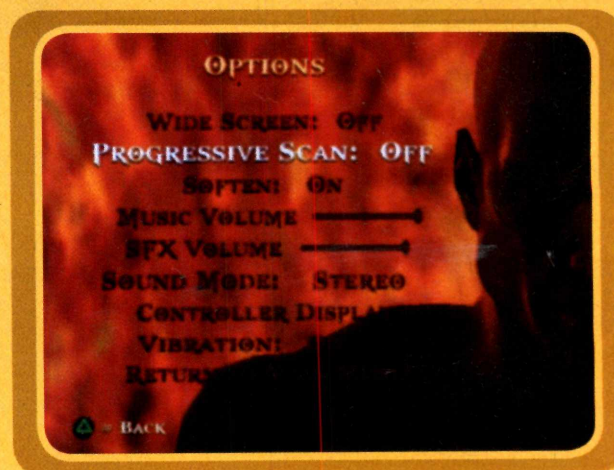 Options
Wide Screen: Off
Progressive Scan: Off
Soften: On
Music Volume
SFX Volume
Sound Mode: Stereo
Controller
Vibration:
= Back